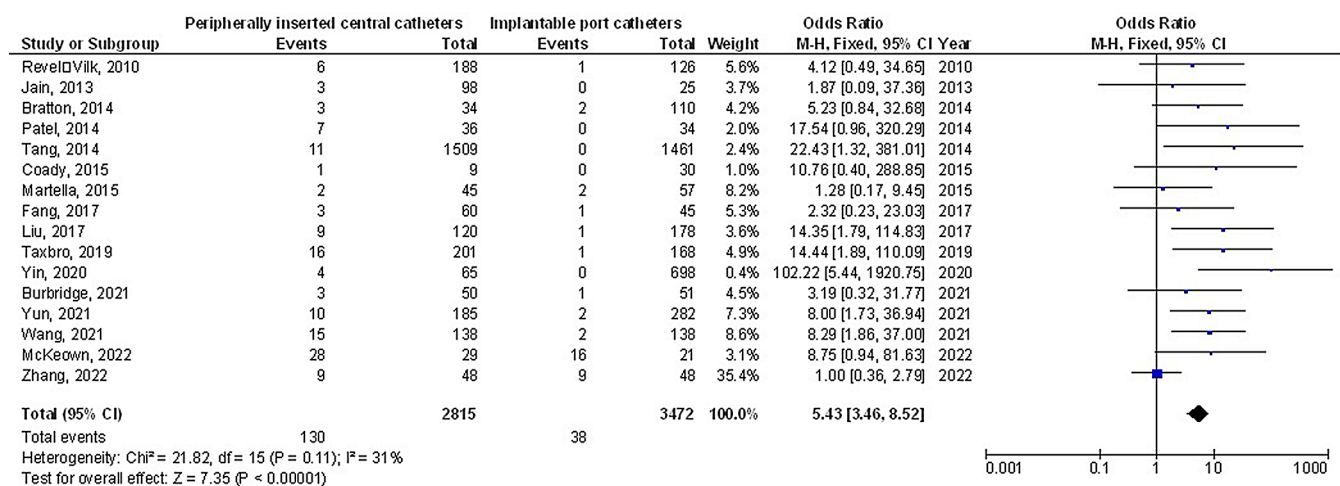 Peripherally inserted central catheters Implantable port catheters Odds Ratio Odds Ratio
Study or Subgroup Events Total Events Total Weight M-H, Fixed, 95% CI Year M-H, Fixed, 95% CI
Revel□Vilk, 2010 6 188 1 126 5.6% 4.12 [0.49, 34.65] 2010
Jain, 2013 3 98 0 25 3.7% 1.87 [0.09, 37.36] 2013
Bratton, 2014 3 34 2 110 4.2% 5.23 [0.84, 32.68] 2014
Patel, 2014 7 36 0 34 2.0% 17.54 [0.96, 320.29] 2014
Tang, 2014 11 1509 0 1461 2.4% 22.43 [1.32, 381.01] 2014
Coady, 2015 1 9 0 30 1.0% 10.76 [0.40, 288.85] 2015
Martella, 2015 2 45 2 57 8.2% 1.28 [0.17, 9.45] 2015
Fang, 2017 3 60 1 45 5.3% 2.32 [0.23, 23.03] 2017
Liu, 2017 9 120 1 178 3.6% 14.35 [1.79, 114.83] 2017
Taxbro, 2019 16 201 1 168 4.9% 14.44 [1.89, 110.09] 2019
Yin, 2020 4 65 0 698 0.4% 102.22 [5.44, 1920.75] 2020
Burbridge, 2021 3 50 1 51 4.5% 3.19 [0.32, 31.77] 2021
Yun, 2021 10 185 2 282 7.3% 8.00 [1.73, 36.94] 2021
Wang, 2021 15 138 2 138 8.6% 8.29 [1.86, 37.00] 2021
McKeown, 2022 28 29 16 21 3.1% 8.75 [0.94, 81.63] 2022
Zhang, 2022 9 48 9 48 35.4% 1.00 [0.36, 2.79] 2022
Total (95% CI) 2815 3472 100.0% 5.43 [3.46, 8.52]
Total events 130 38
Heterogeneity: Chi² = 21.82, df = 15 (P = 0.11); I² = 31%
Test for overall effect: Z = 7.35 (P < 0.00001)
0.001 0.1 1 10 1000